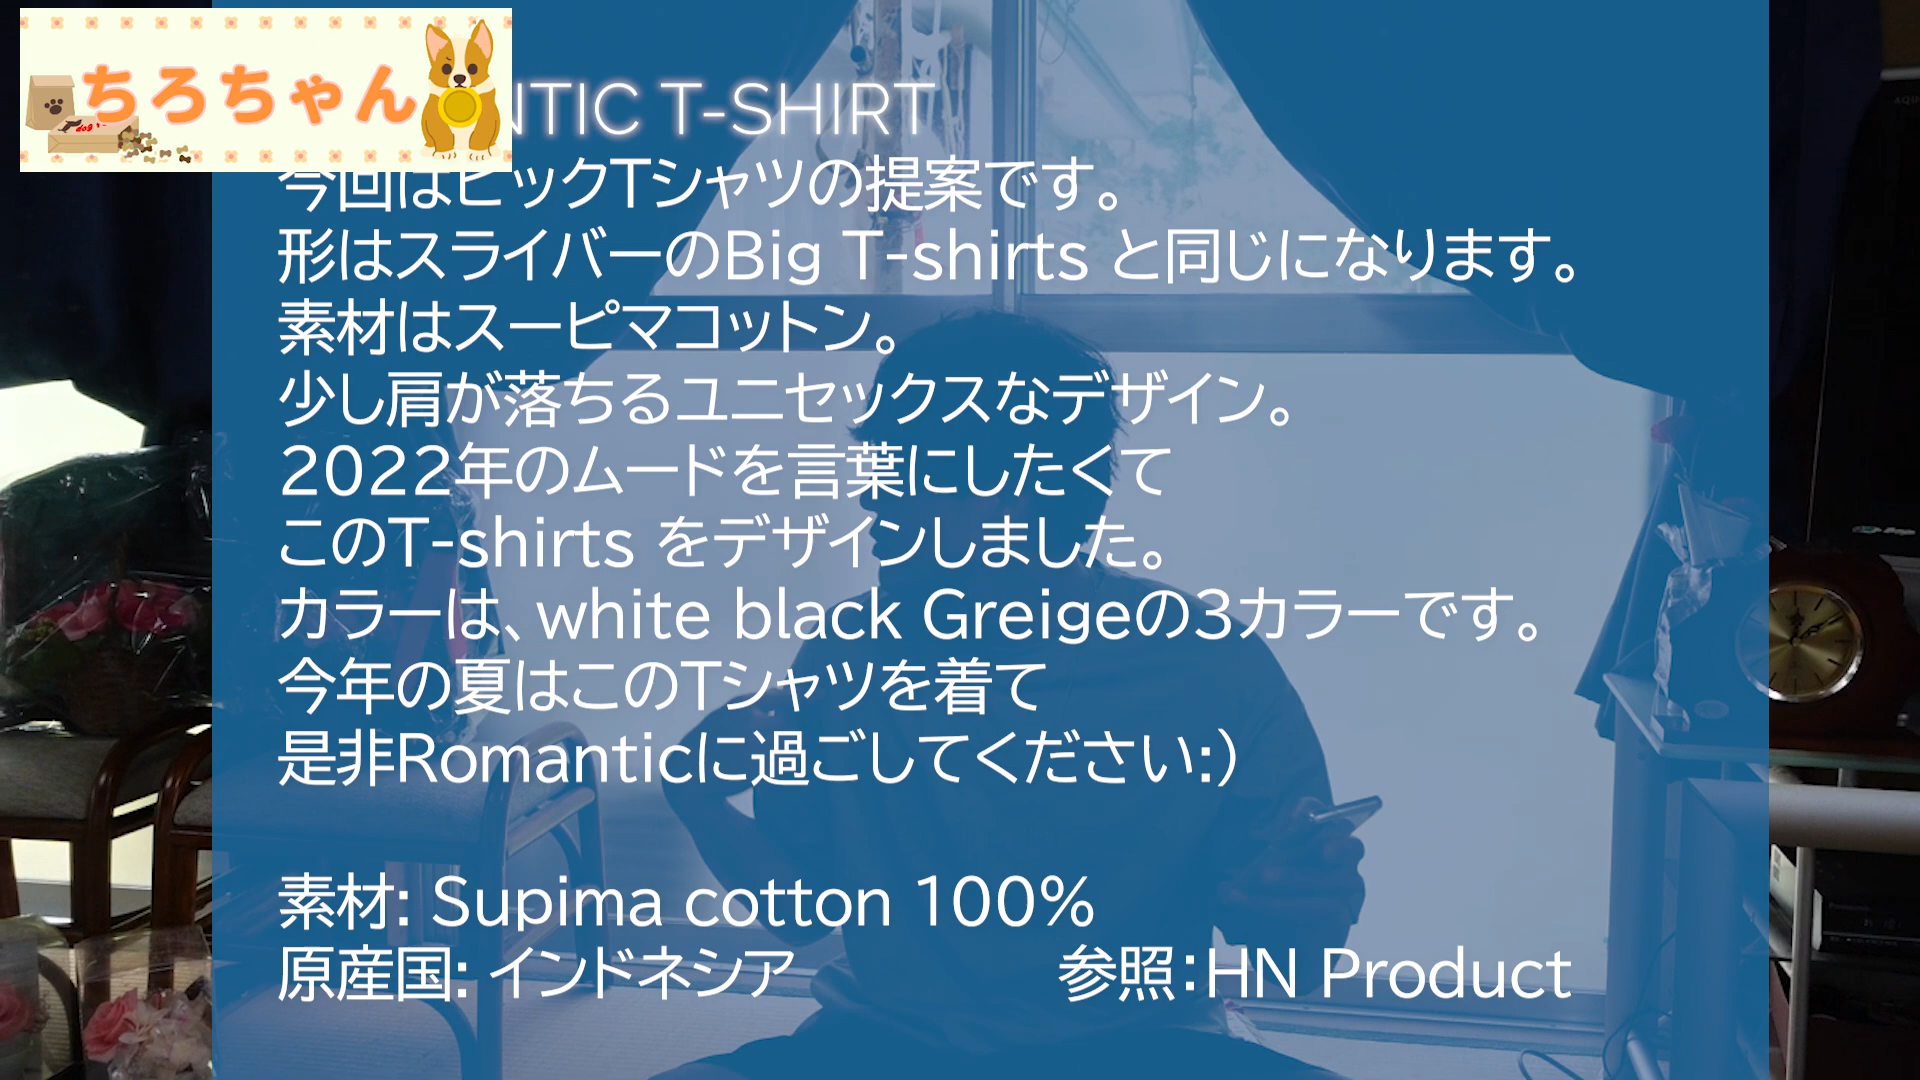 ちろちゃん
NTIC T-SHIRT
今回はビックTシャツの提案です。
形はスライバーのBig T-shirts と同じになります。
素材はスーピマコットン。
少し肩が落ちるユニセックスなデザイン。
2022年のムードを言葉にしたくて
このT-shirts をデザインしました。
カラーは、white black Greigeの3カラーです。
今年の夏はこのTシャツを着て
是非Romanticに過ごしてください:)
素材: Supima cotton 100%
原産国: インドネシア 参照：HN Product